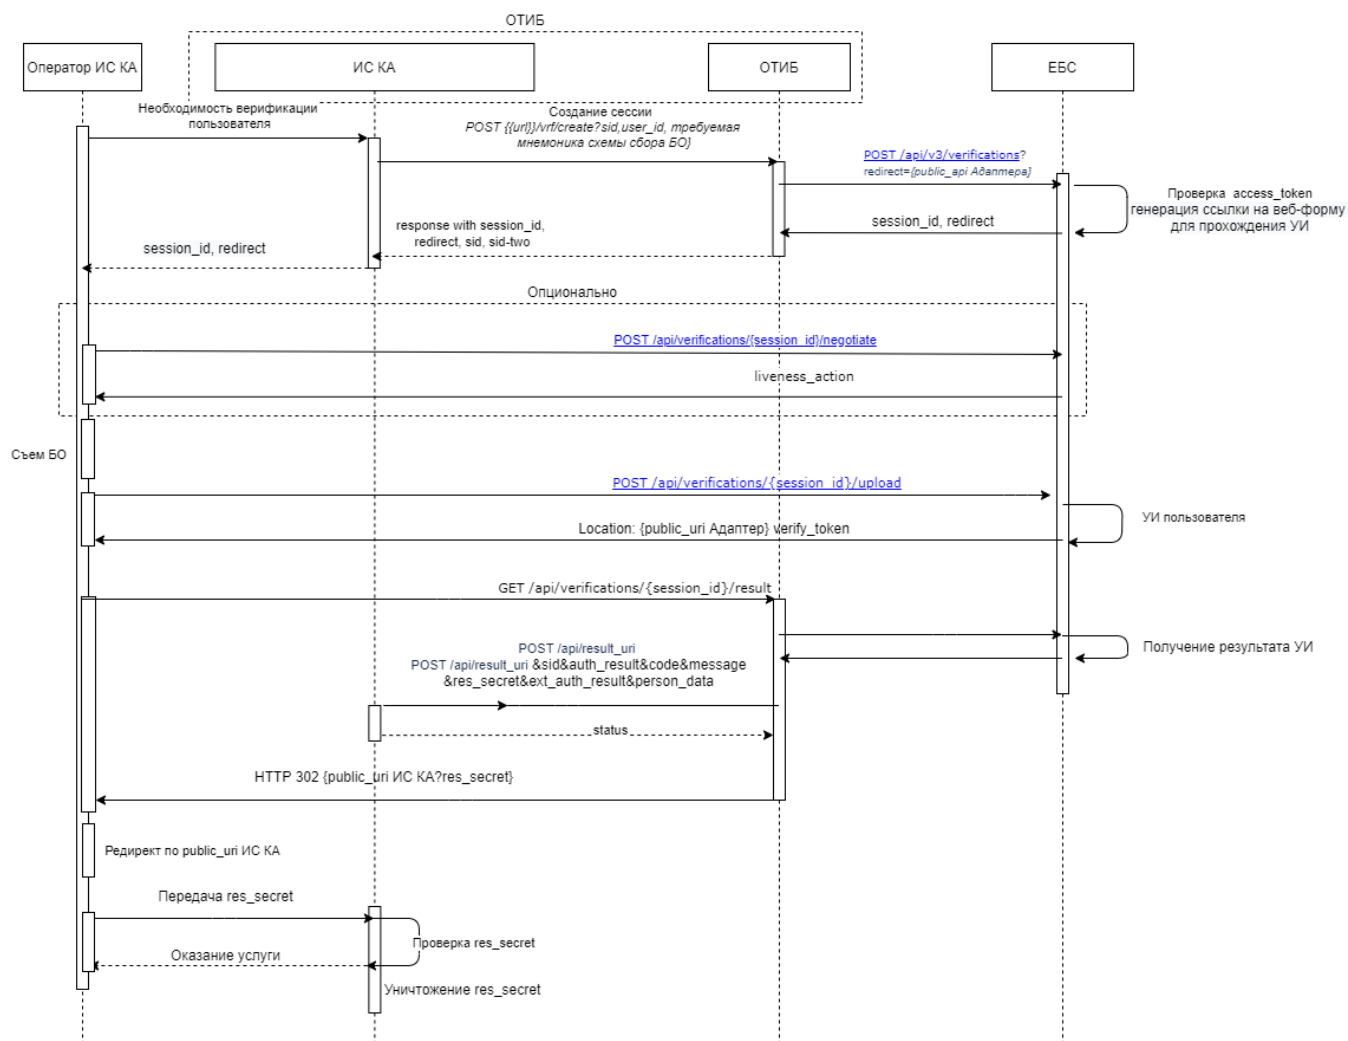 ОТИБ
Оператор ИС КА
ИС КА
ОТИБ
ЕБС
Необходимость верификации
пользователя
Создание сессии
POST {{url}}/vrf/create?sid,user_id, требуемая
мнемоника схемы сбора БО}
POST /api/v3/verifications?
redirect={public_api Адаптера}
Проверка access_token
генерация ссылки на веб-форму
для прохождения УИ
session_id, redirect
response with session_id,
redirect, sid, sid-two
session_id, redirect
Опционально
POST /api/verifications/{session_id}/negotiate
liveness_action
Съем БО
POST /api/verifications/{session_id}/upload
УИ пользователя
Location: {public_uri Адаптер} verify_token
GET /api/verifications/{session_id}/result
Получение результата УИ
POST /api/result_uri
POST /api/result_uri &sid&auth_result&code&message
&res_secret&ext_auth_result&person_data
status
HTTP 302 {public_uri ИС КА?res_secret}
Редирект по public_uri ИС КА
Передача res_secret
Проверка res_secret
Оказание услуги
Уничтожение res_secret